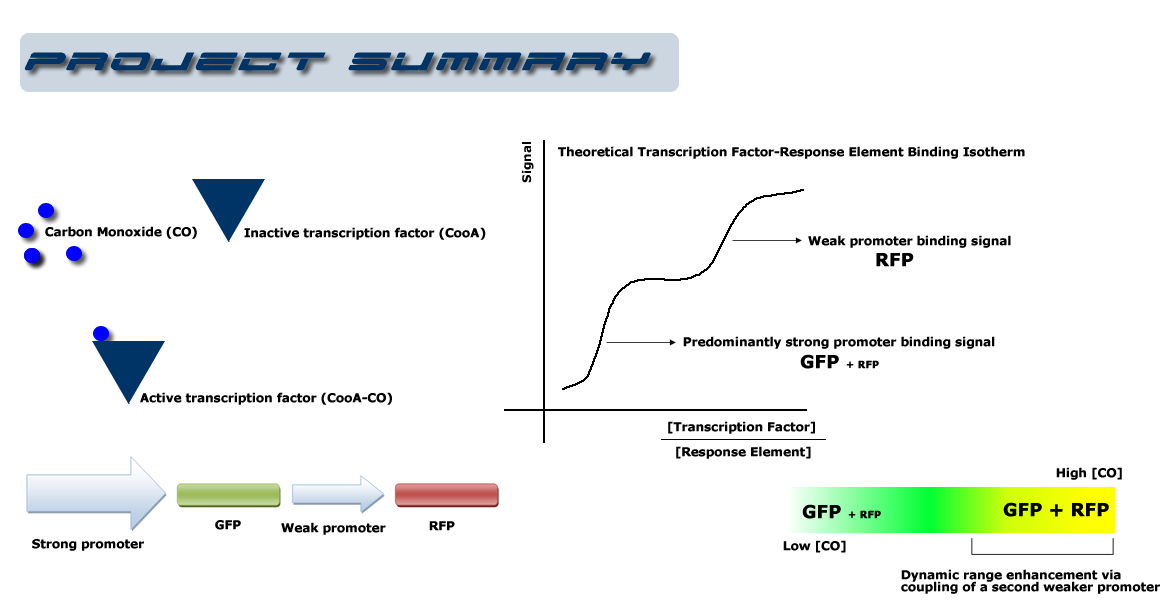 PROJECT SUMMARY
Signal
Theoretical Transcription Factor-Response Element Binding Isotherm
Carbon Monoxide (CO)
Inactive transcription factor (CooA)
Weak promoter binding signal
RFP
Predominantly strong promoter binding signal
GFP + RFP
Active transcription factor (CooA-CO)
[Transcription Factor]
[Response Element]
Strong promoter
GFP
Weak promoter
RFP
High [CO]
GFP + RFP
GFP + RFP
Low [CO]
Dynamic range enhancement via
coupling of a second weaker promoter